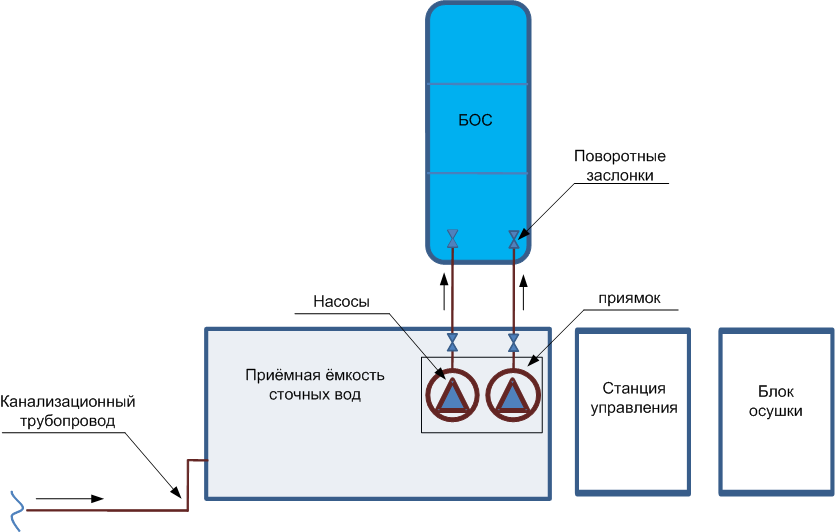 БОС
Поворотные
заслонки
Насосы
приямок
Приёмная ёмкость
сточных вод
Станция
управления
Блок
осушки
Канализационный
трубопровод